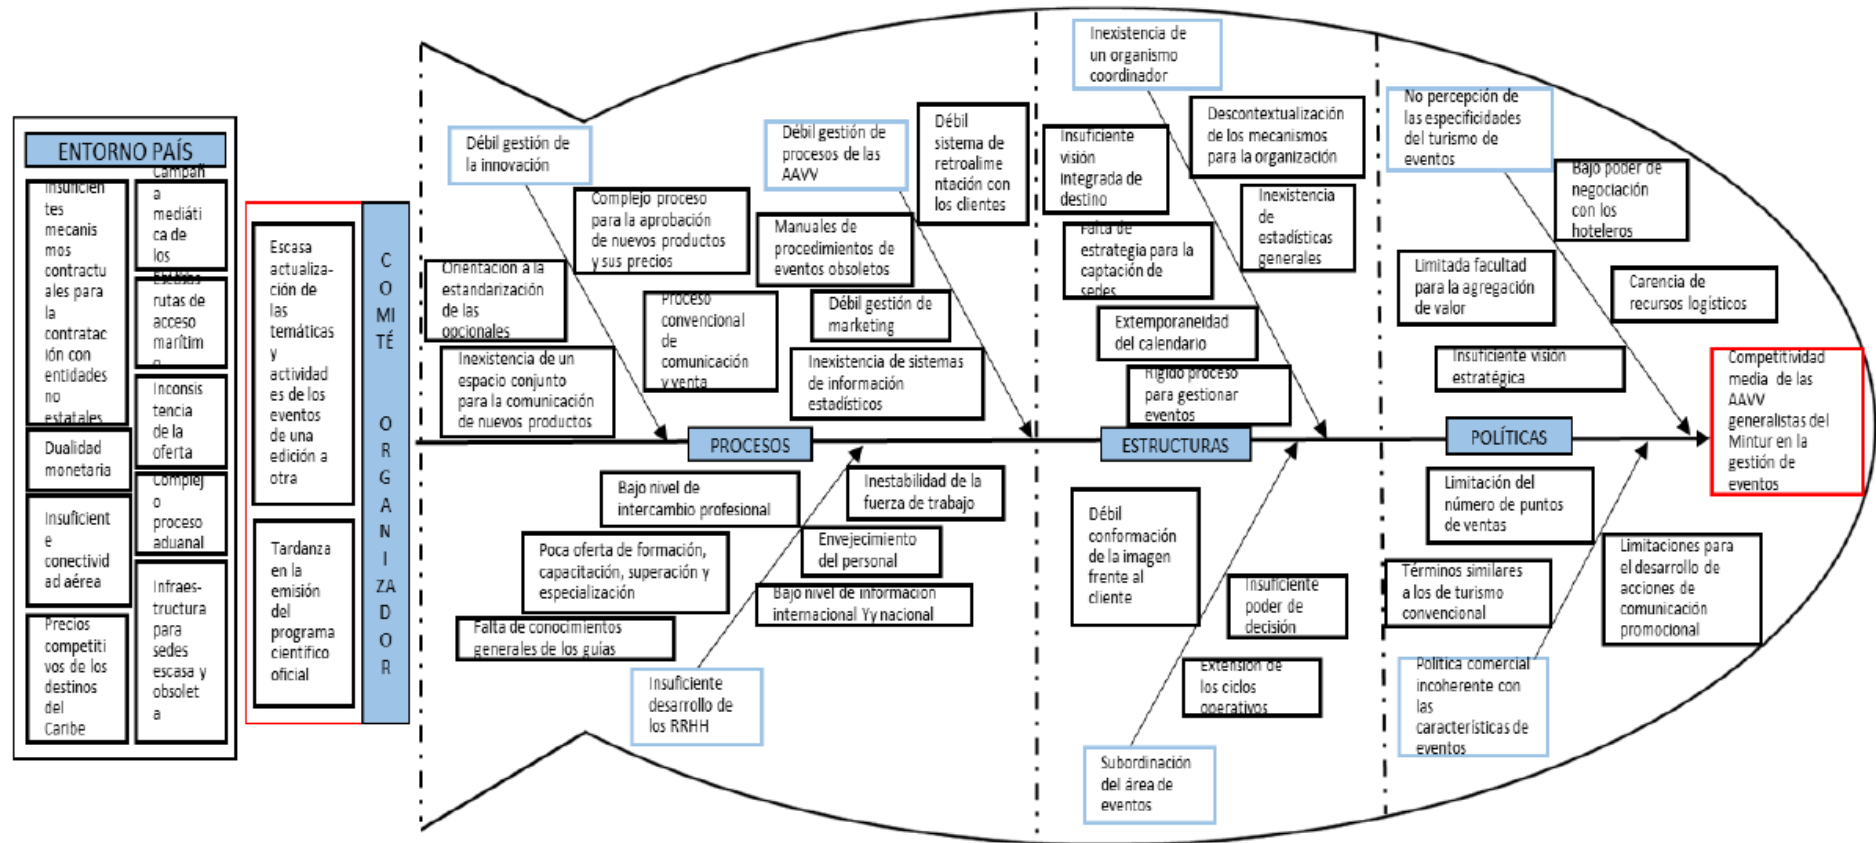 ENTORNO PAÍS
Insuficien
tes
mecanis
mos
contractu
ales para
la
contratac
ión con
entidades
no
estatales
Dualidad
monetaria
Insuficient
e
conectivid
ad aérea
Precios
competiti
vos de los
destinos
del
Caribe
Campañ
a
mediáti
ca de
los
Escasas
rutas de
acceso
marítim
o
Inconsis
tencia
de la
oferta
Complej
o
proceso
aduanal
Infraes-
tructura
para
sedes
escasa y
obsolet
a
Escasa
actualiza-
ción de
las
temáticas
y
actividad
es de los
eventos
de una
edición a
otra
Tardanza
en la
emisión
del
programa
científico
oficial
C
O
MI
TÉ
O
R
G
A
N
I
ZA
D
O
R
Débil gestión de
la innovación
Complejo proceso
para la aprobación
de nuevos productos
y sus precios
Orientación a la
estandarización
de las
opcionales
Proceso
convencional
de
comunicación
y venta
Inexistencia de un
espacio conjunto
para la comunicación
de nuevos productos
Débil gestión de
procesos de las
AAVV
Débil
sistema de
retroalime
ntación con
los clientes
Manuales de
procedimientos de
eventos obsoletos
Débil gestión de
marketing
Inexistencia de sistemas
de información
estadísticos
PROCESOS
Bajo nivel de
intercambio profesional
Inestabilidad de la
fuerza de trabajo
Poca oferta de formación,
capacitación, superación y
especialización
Envejecimiento
del personal
Bajo nivel de información
internacional Yy nacional
Falta de conocimientos
generales de los guías
Insuficiente
desarrollo de
los RRHH
Inexistencia de
un organismo
coordinador
Insuficiente
visión
integrada de
destino
Descontextualización
de los mecanismos
para la organización
Falta de
estrategia para la
captación de
sedes
Inexistencia
de
estadísticas
generales
Extemporaneidad
del calendario
Rígido proceso
para gestionar
eventos
ESTRUCTURAS
Débil
conformación
de la imagen
frente al
cliente
Insuficiente
poder de
decisión
Extensión de
los ciclos
operativos
Subordinación
del área de
eventos
No percepción de
las especificidades
del turismo de
eventos
Bajo poder de
negociación
con los
hoteleros
Limitada facultad
para la agregación
de valor
Carencia de
recursos logísticos
Insuficiente visión
estratégica
POLÍTICAS
Limitación del
número de puntos
de ventas
Términos similares
a los de turismo
convencional
Limitaciones para
el desarrollo de
acciones de
comunicación
promocional
Política comercial
incoherente con
las
características de
eventos
Competitividad
media de las
AAVV
generalistas del
Mintur en la
gestión de
eventos